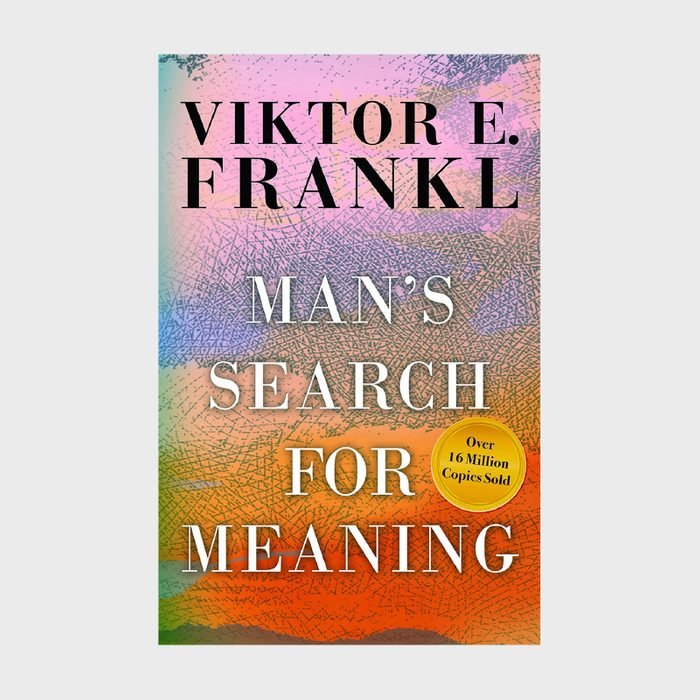 VIKTOR E.
FRANKL
MAN'S
SEARCH
FOR
MEANING
Over
16 Million
Copies Sold